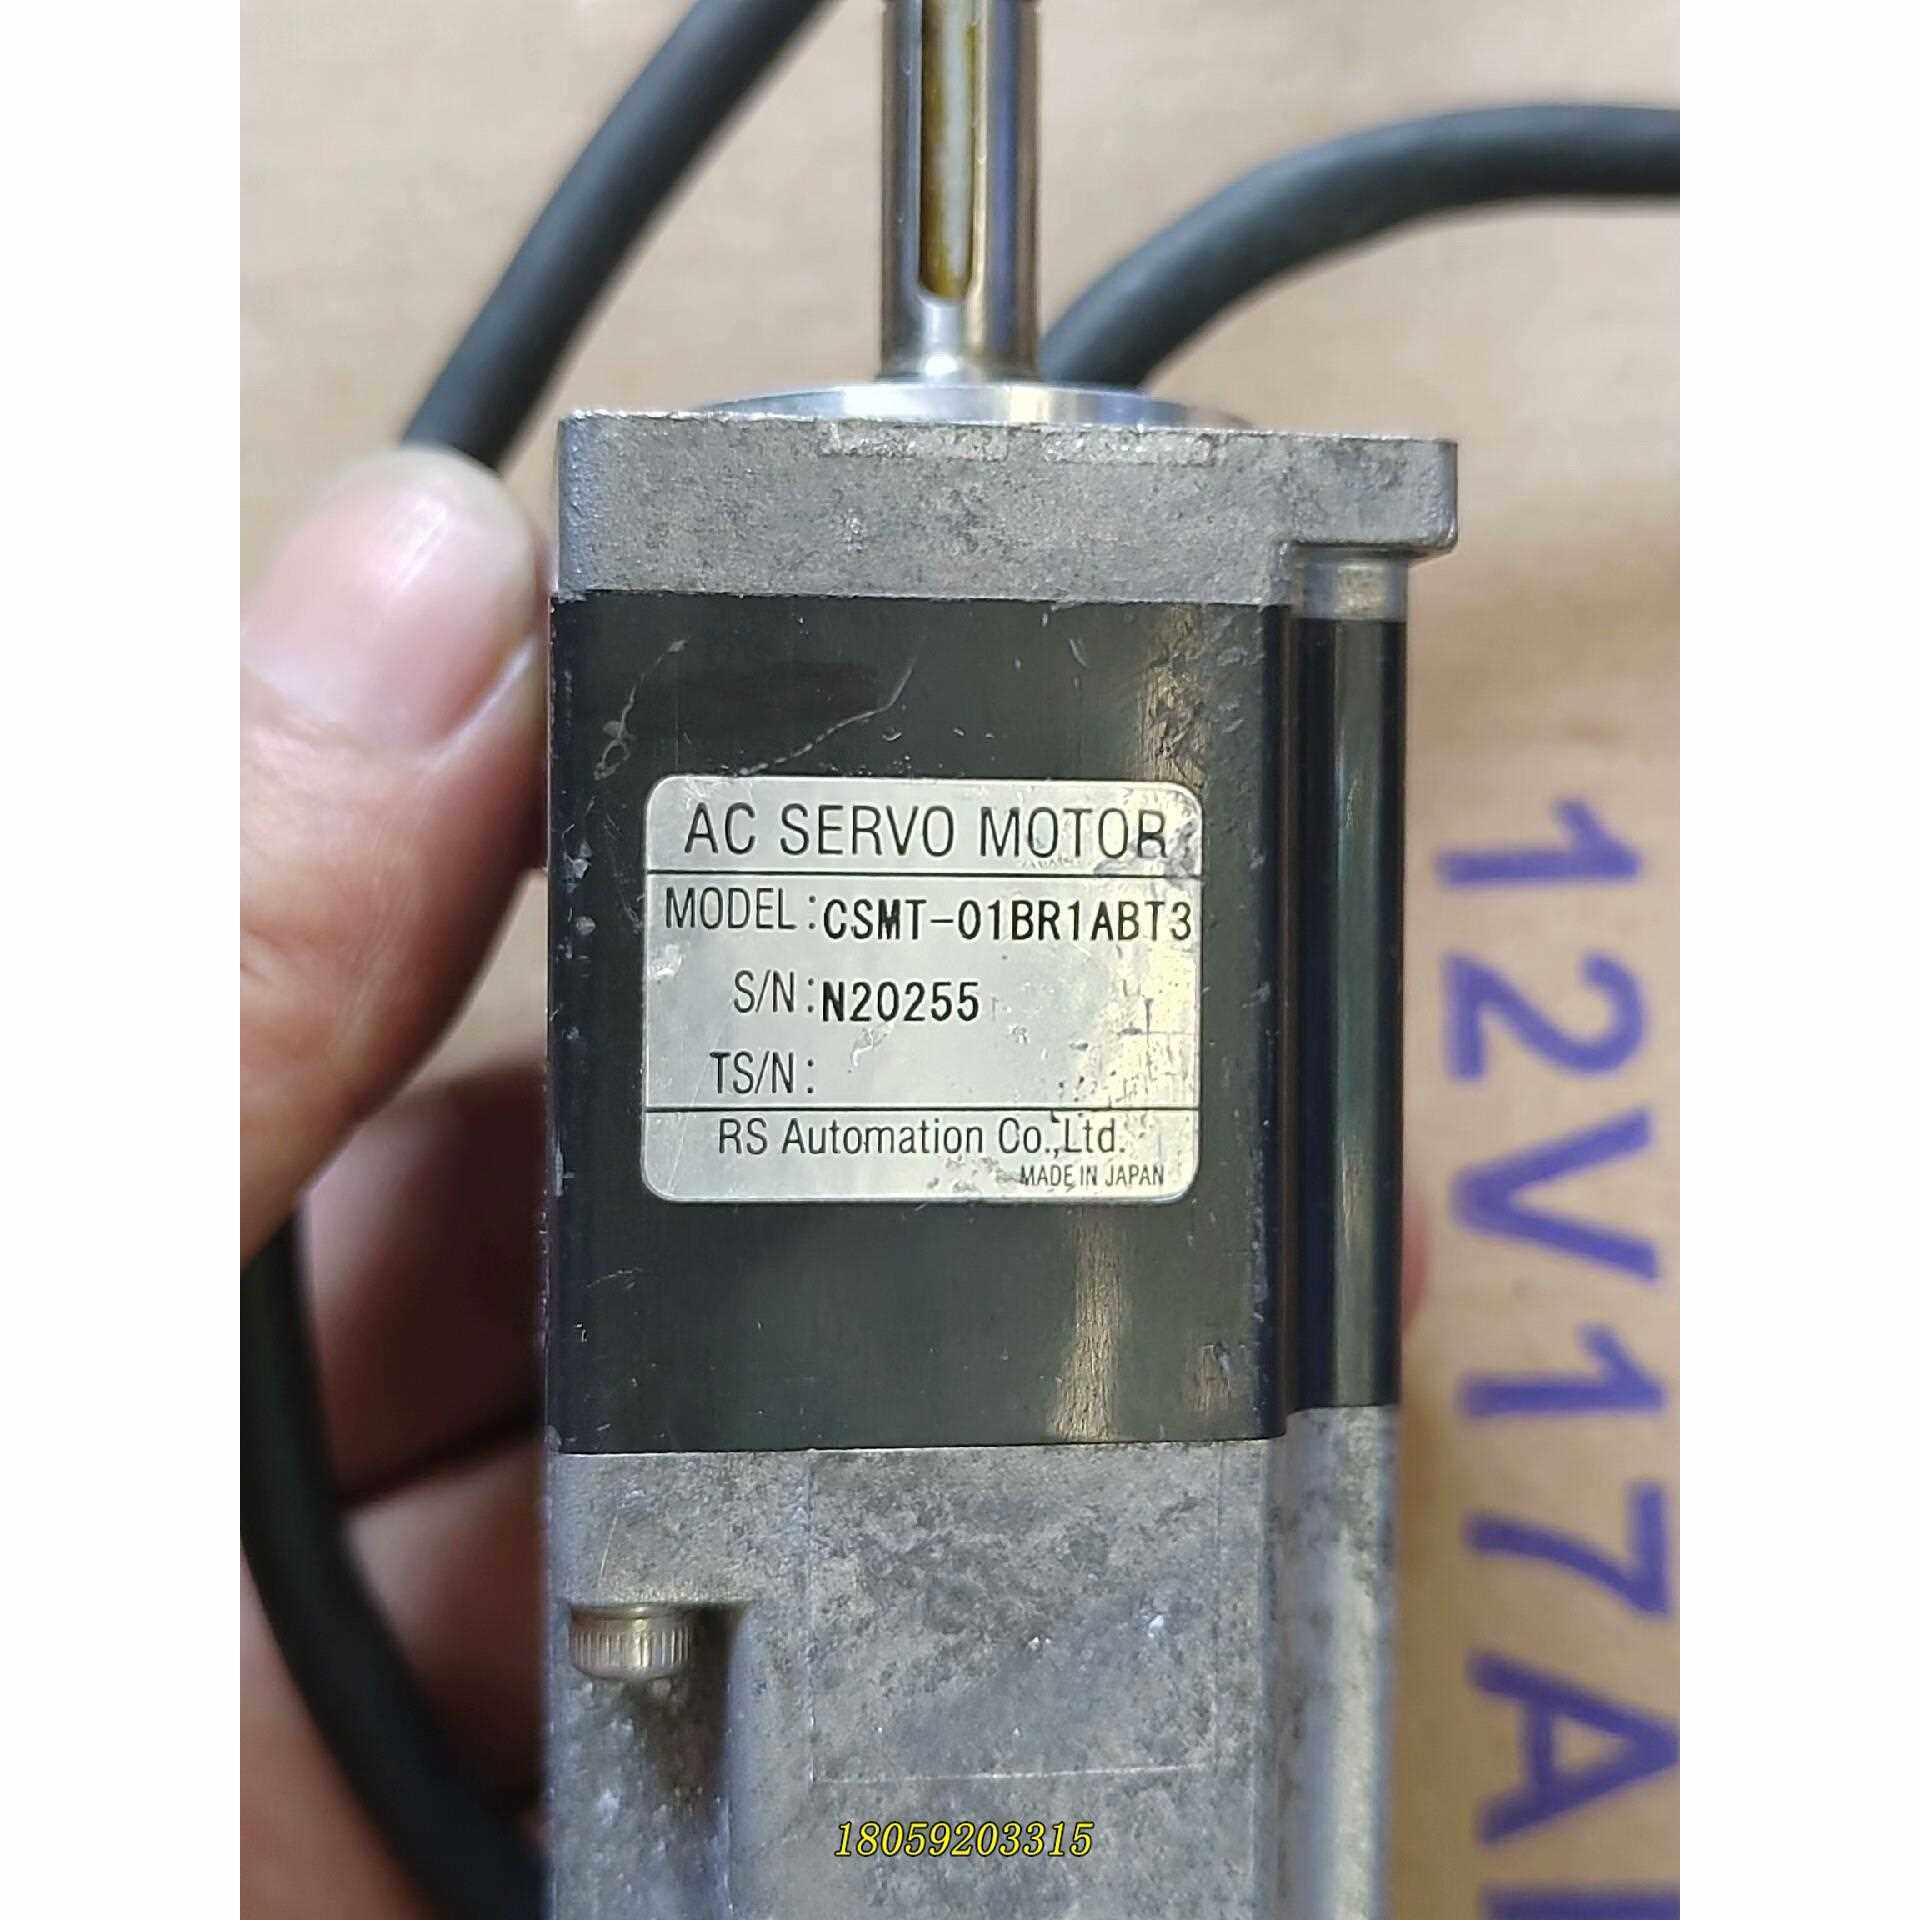 AC SERVO MOTOR
MODEL:CSMT-01BR1ABT3
S/N:N20255
TS/N:
RS Automation Co.,Ltd.
MADE IN JAPAN
12V17A
18059203315